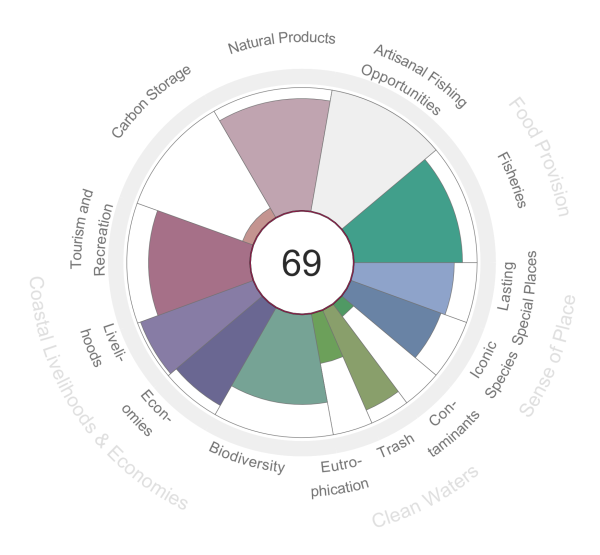 Natural Products
Artisanal Fishing
Opportunities
Food Provision
Fisheries
Lasting
Special Places
Sense of Place
Iconic
Species
Con-
taminants
Clean Waters
Trash
Eutro-
phication
Biodiversity
Econ-
omies
Liveli-
hoods
Coastal Livelihoods & Economies
Tourism and
Recreation
Carbon Storage
69